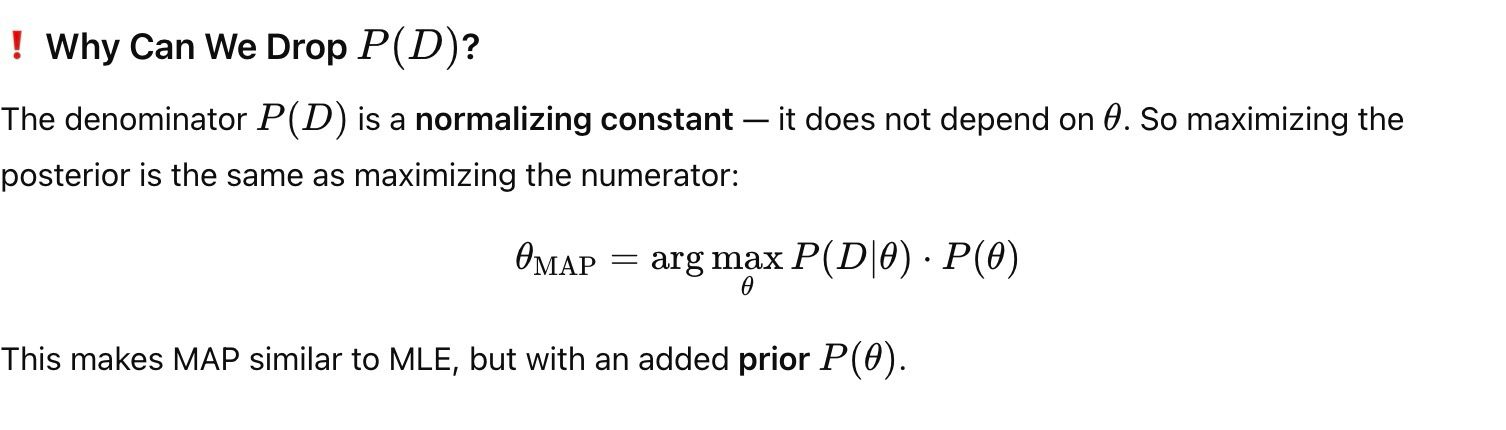 ❗ Why Can We Drop P(D)?
The denominator P(D) is a normalizing constant — it does not depend on θ. So maximizing the
posterior is the same as maximizing the numerator:
θ_MAP = arg max_θ P(D|θ) · P(θ)
This makes MAP similar to MLE, but with an added prior P(θ).